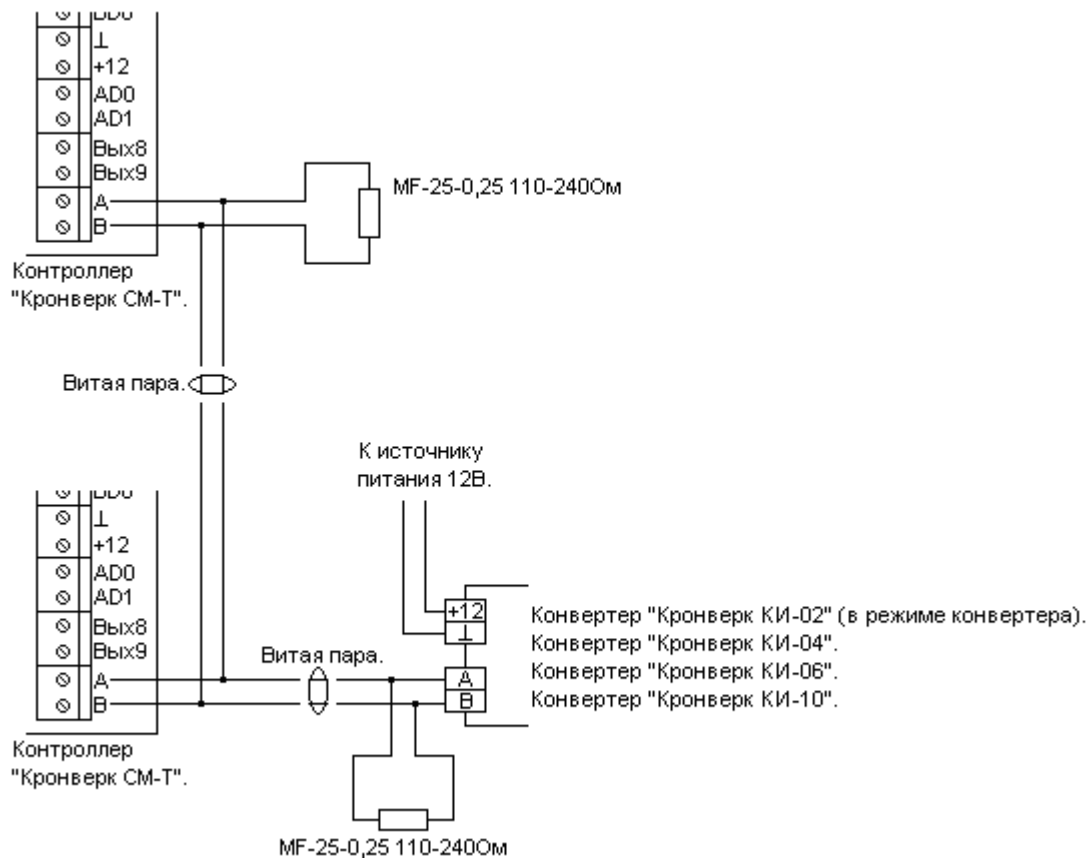 BD0
⊥
+12
AD0
AD1
Вых8
Вых9
A
B
MF-25-0,25 110-240Ом
Контроллер
"Кронверк СМ-Т".
Витая пара.
К источнику
питания 12В.
BD0
⊥
+12
AD0
AD1
Вых8
Вых9
A
B
Витая пара.
+12
⊥
A
B
Конвертер "Кронверк КИ-02" (в режиме конвертера).
Конвертер "Кронверк КИ-04".
Конвертер "Кронверк КИ-06".
Конвертер "Кронверк КИ-10".
Контроллер
"Кронверк СМ-Т".
MF-25-0,25 110-240Ом